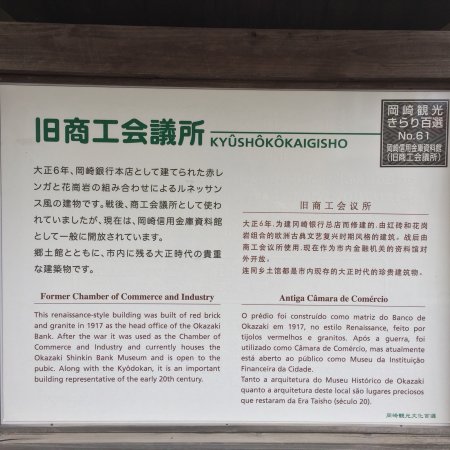 旧商工会議所 KYÛSHÔKÔKAIGISHO
岡崎観光
きらり百選
No.61
岡崎信用金庫資料館
(旧商工会議所)
大正6年、岡崎銀行本店として建てられた赤レ
ンガと花崗岩の組み合わせによるルネッサン
ス風の建物です。戦後、商工会議所として使わ
れていましたが、現在は、岡崎信用金庫資料館
として一般に開放されています。
郷土館とともに、市内に残る大正時代の貴重
な建築物です。
旧商工会议所
大正6年、为建冈崎银行总店而修建的、由红砖和花岗
岩组合的欧洲古典文艺复兴时期风格的建筑。战后由
商工会议所使用、现在作为市内金融机关的资料馆对
外开放。
连同乡土馆都是市内现存的大正时代的珍贵建筑物。
Former Chamber of Commerce and Industry
This renaissance-style building was built of red brick
and granite in 1917 as the head office of the Okazaki
Bank. After the war it was used as the Chamber of
Commerce and Industry and currently houses the
Okazaki Shinkin Bank Museum and is open to the
pubic. Along with the Kyôdokan, it is an important
building representative of the early 20th century.
Antiga Câmara de Comércio
O prédio foi construído como matriz do Banco de
Okazaki em 1917, no estilo Renaissance, feito por
tijolos vermelhos e granito. Após a guerra, foi
utilizado como Câmara de Comércio, mas atualmente
está aberto ao público como Museu da Instituição
Financeira da Cidade.
Tanto a arquitetura do Museu Histórico de Okazaki
quanto a arquitetura deste local são lugares preciosos
que restaram da Era Taisho (século 20).
岡崎観光文化百選